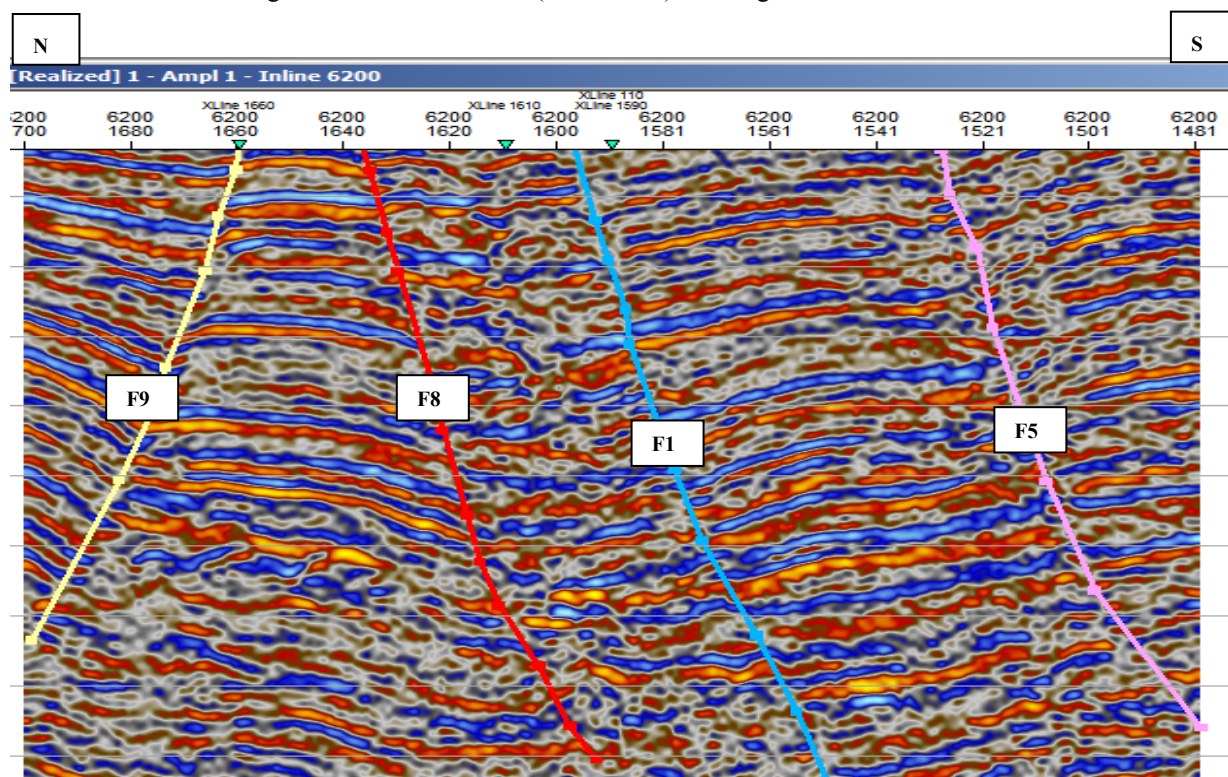 N
S
[Realized] 1 - Ampl 1 - Inline 6200
XLine 110
XLine 1660 XLine 1610 XLine 1590
6200 6200 6200 6200 6200 6200 6200 6200 6200 6200 6200
700 1680 1660 1640 1620 1600 1581 1561 1541 1521 1501 1481
F9
F8
F1
F5